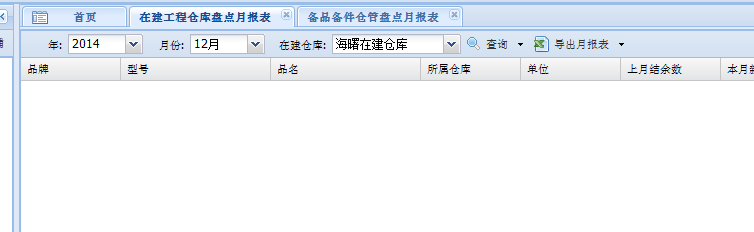 首页 在建工程仓库盘点月报表 备品备件仓管盘点月报表
年: 2014 月份: 12月 在建仓库: 海曙在建仓库 查询 导出月报表
品牌 型号 品名 所属仓库 单位 上月结余数 本月